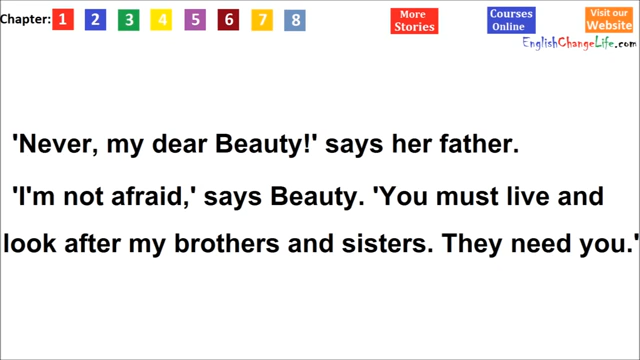 Chapter: 1 2 3 4 5 6 7 8
More Stories
Courses Online
Visit our Website
EnglishChangeLife.com
'Never, my dear Beauty!' says her father.
'I'm not afraid,' says Beauty. 'You must live and
look after my brothers and sisters. They need you.'